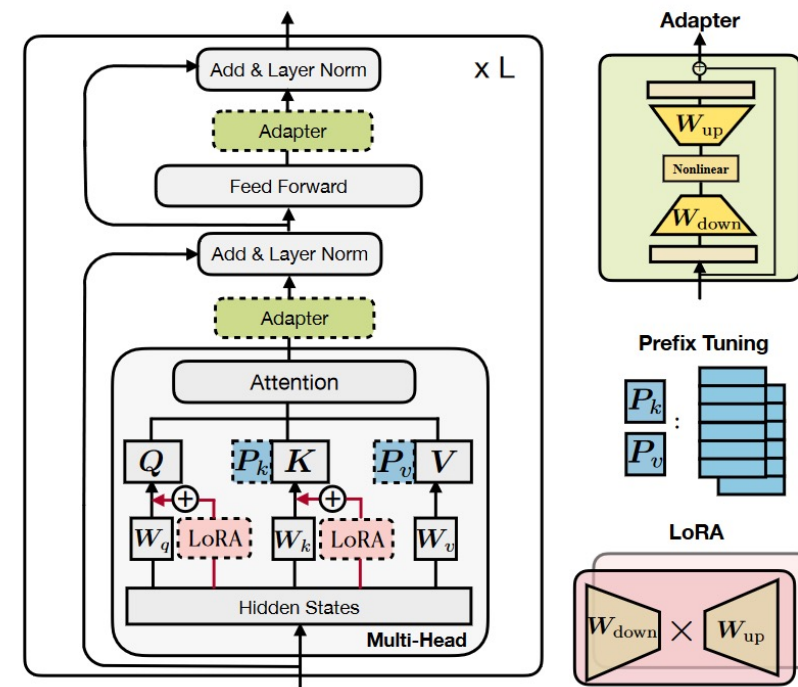 Add & Layer Norm
x L
Adapter
Feed Forward
Add & Layer Norm
Adapter
Attention
Q
P_k K
P_v V
+
+
W_q
LoRA
W_k
LoRA
W_v
Hidden States
Multi-Head
Adapter
+
W_up
Nonlinear
W_down
Prefix Tuning
P_k
:
P_v
LoRA
W_down × W_up